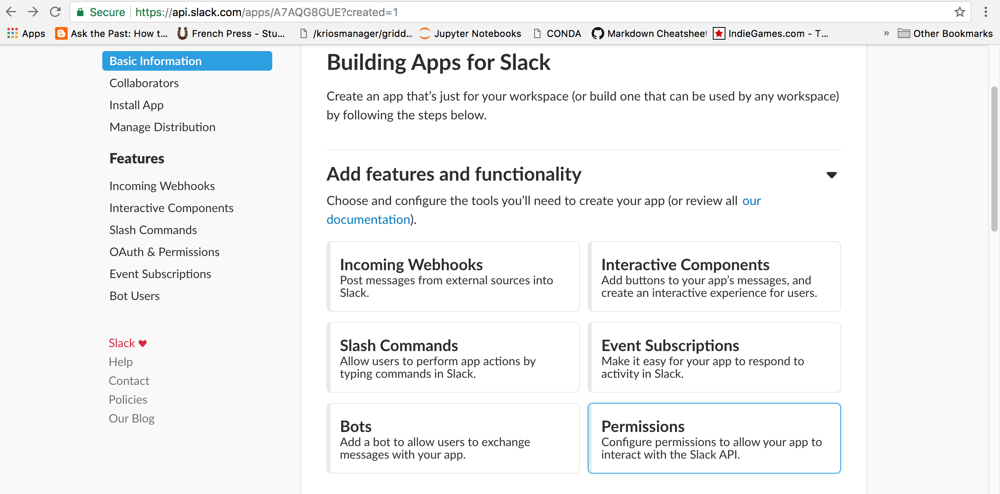 Secure https://api.slack.com/apps/A7AQG8GUE?created=1
Apps Ask the Past: How t... French Press - Stu... /kriosmanager/gridd... Jupyter Notebooks CONDA Markdown Cheatsheet IndieGames.com - T... » Other Bookmarks
Basic Information
Collaborators
Install App
Manage Distribution
Features
Incoming Webhooks
Interactive Components
Slash Commands
OAuth & Permissions
Event Subscriptions
Bot Users
Slack ♥
Help
Contact
Policies
Our Blog
Building Apps for Slack
Create an app that’s just for your workspace (or build one that can be used by any workspace)
by following the steps below.
Add features and functionality
Choose and configure the tools you’ll need to create your app (or review all our
documentation).
Incoming Webhooks
Post messages from external sources into
Slack.
Interactive Components
Add buttons to your app’s messages, and
create an interactive experience for users.
Slash Commands
Allow users to perform app actions by
typing commands in Slack.
Event Subscriptions
Make it easy for your app to respond to
activity in Slack.
Bots
Add a bot to allow users to exchange
messages with your app.
Permissions
Configure permissions to allow your app to
interact with the Slack API.